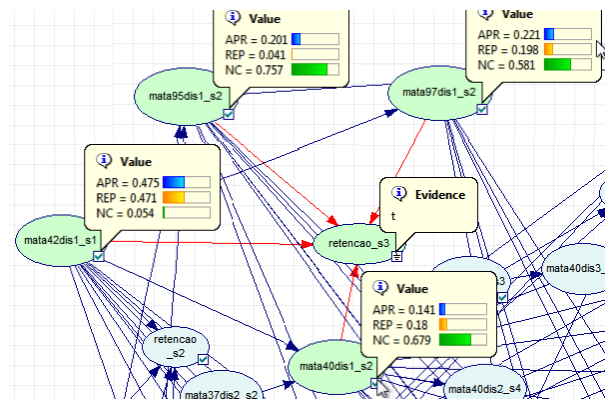 Value
APR = 0.201
REP = 0.041
NC = 0.757
Value
APR = 0.221
REP = 0.198
NC = 0.581
mata95dis1_s2
mata97dis1_s2
Value
APR = 0.475
REP = 0.471
NC = 0.054
Evidence
t
mata42dis1_s1
retencao_s3
Value
APR = 0.141
REP = 0.18
NC = 0.679
s3
mata40dis3_
retencao
_s2
mata40dis1_s2
mata37dis2_s2
mata40dis2_s4